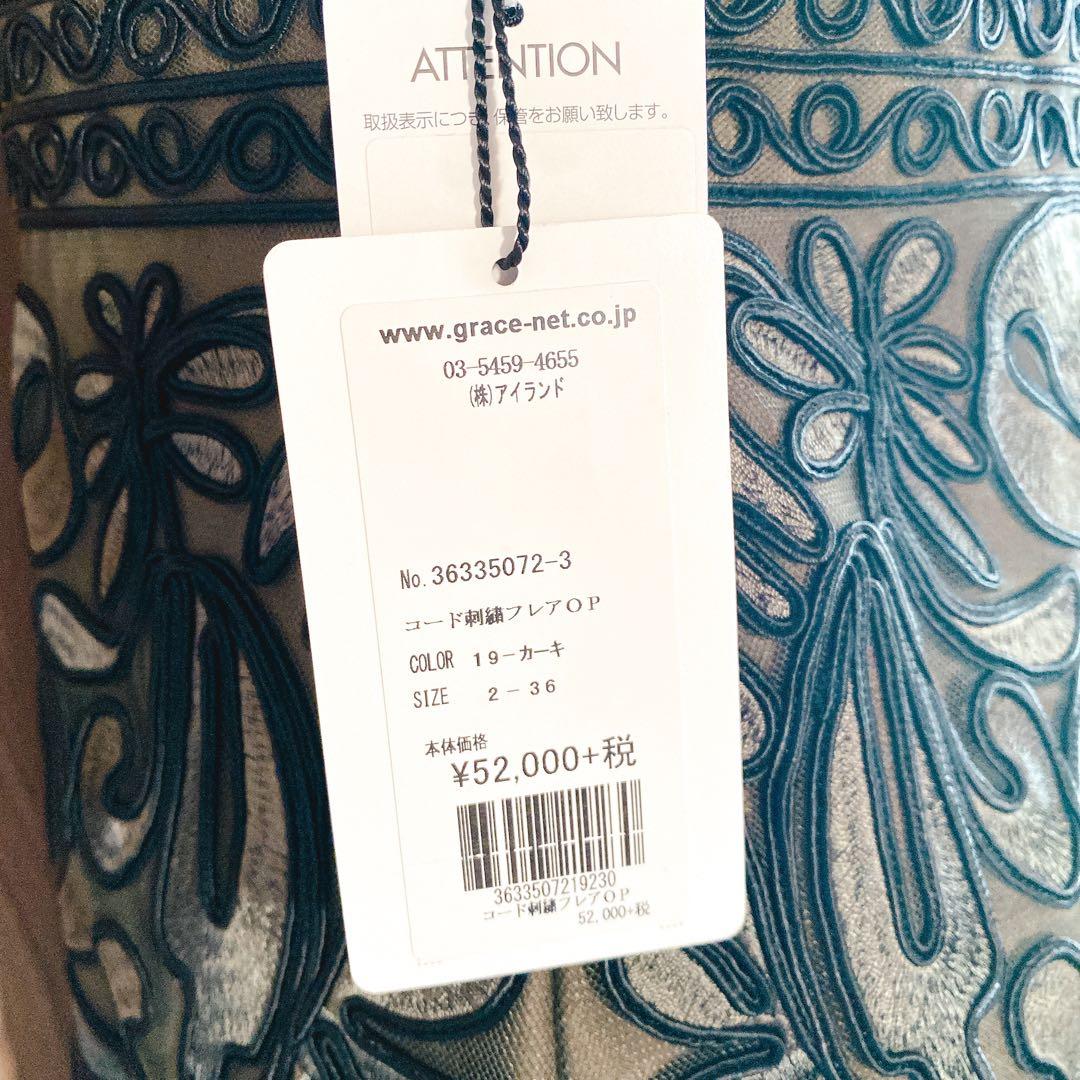 ATTENTION
取扱表示につき、保管をお願い致します。
www.grace-net.co.jp
03-5459-4655
(株)アイランド
No.36335072-3
コード刺繍フレアOP
COLOR 19-カーキ
SIZE 2-36
本体価格
¥52,000+税
3633507219230
コード刺繍フレアOP
52,000+税